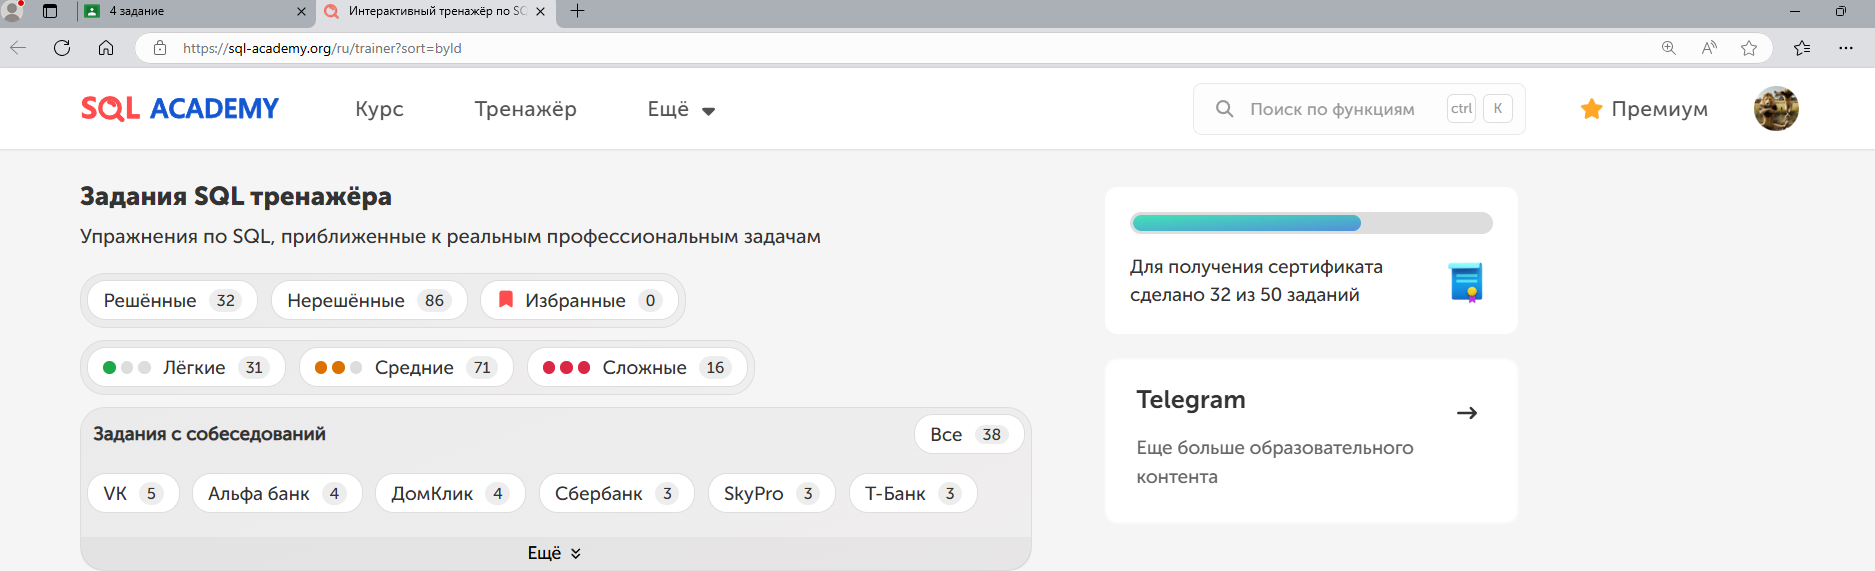 4 задание
Интерактивный тренажёр по SQ
https://sql-academy.org/ru/trainer?sort=byId
SQL ACADEMY
Курс
Тренажёр
Ещё
Поиск по функциям
ctrl
K
Премиум
Задания SQL тренажёра
Упражнения по SQL, приближенные к реальным профессиональным задачам
Решённые 32
Нерешённые 86
Избранные 0
Лёгкие 31
Средние 71
Сложные 16
Задания с собеседований
Все 38
VK 5
Альфа банк 4
ДомКлик 4
Сбербанк 3
SkyPro 3
Т-Банк 3
Ещё
Для получения сертификата
сделано 32 из 50 заданий
Telegram
Еще больше образовательного
контента